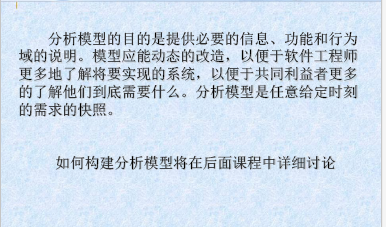 分析模型的目的是提供必要的信息、功能和行为
域的说明。模型应能动态的改造，以便于软件工程师
更多地了解将要实现的系统，以便于共同利益者更多
的了解他们到底需要什么。分析模型是任意给定时刻
的需求的快照。
如何构建分析模型将在后面课程中详细讨论